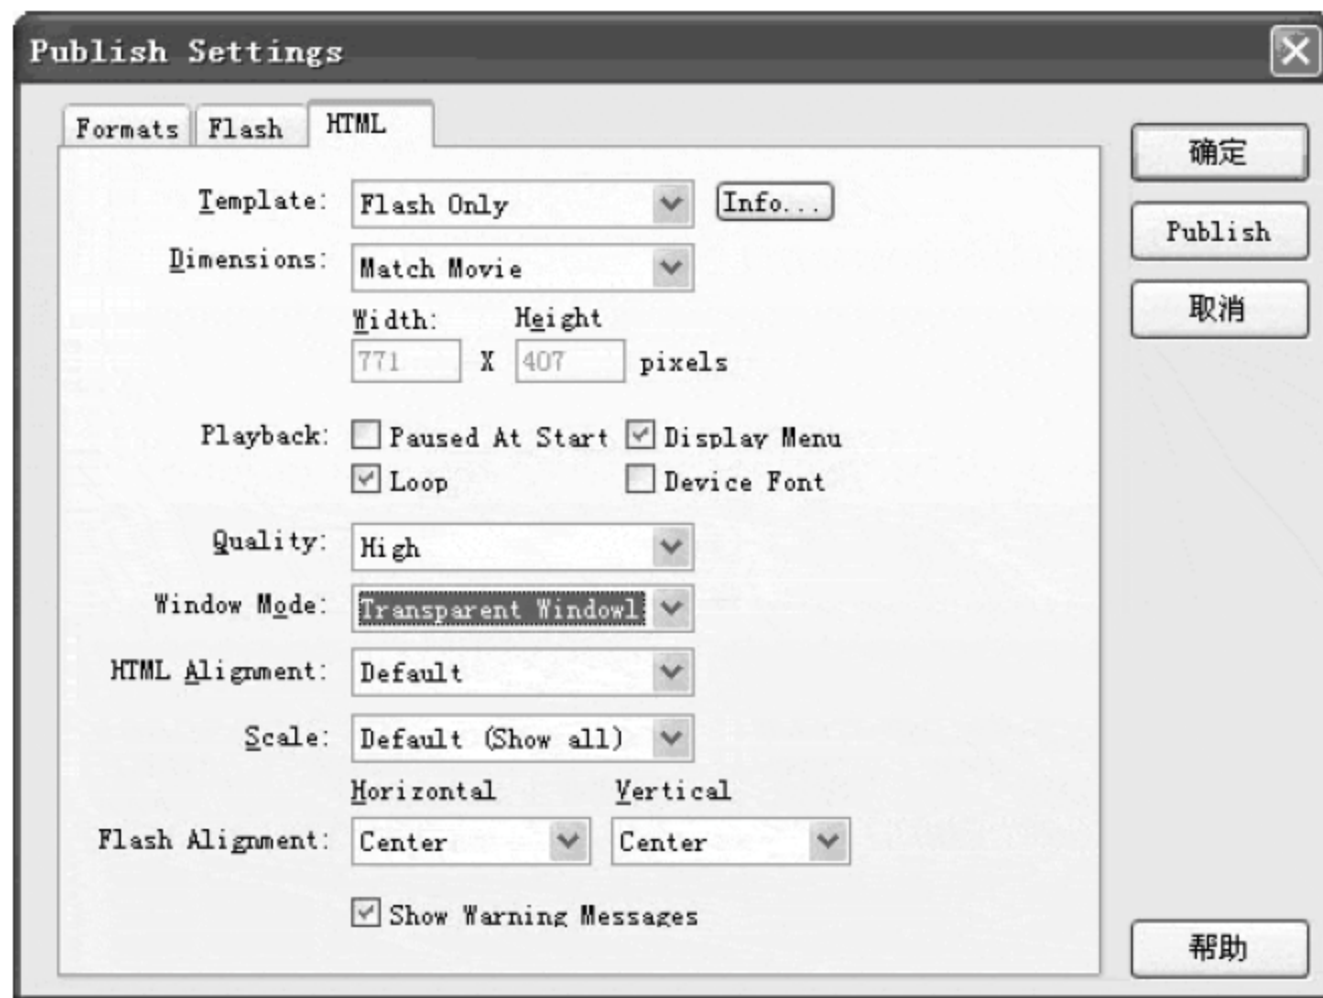 Publish Settings
Formats Flash HTML
确定
Template: Flash Only Info...
Publish
Dimensions: Match Movie
取消
Width: Height
771 X 407 pixels
Playback: Paused At Start Display Menu
Loop Device Font
Quality: High
Window Mode: Transparent Windowl
HTML Alignment: Default
Scale: Default (Show all)
Horizontal Vertical
Flash Alignment: Center Center
Show Warning Messages
帮助